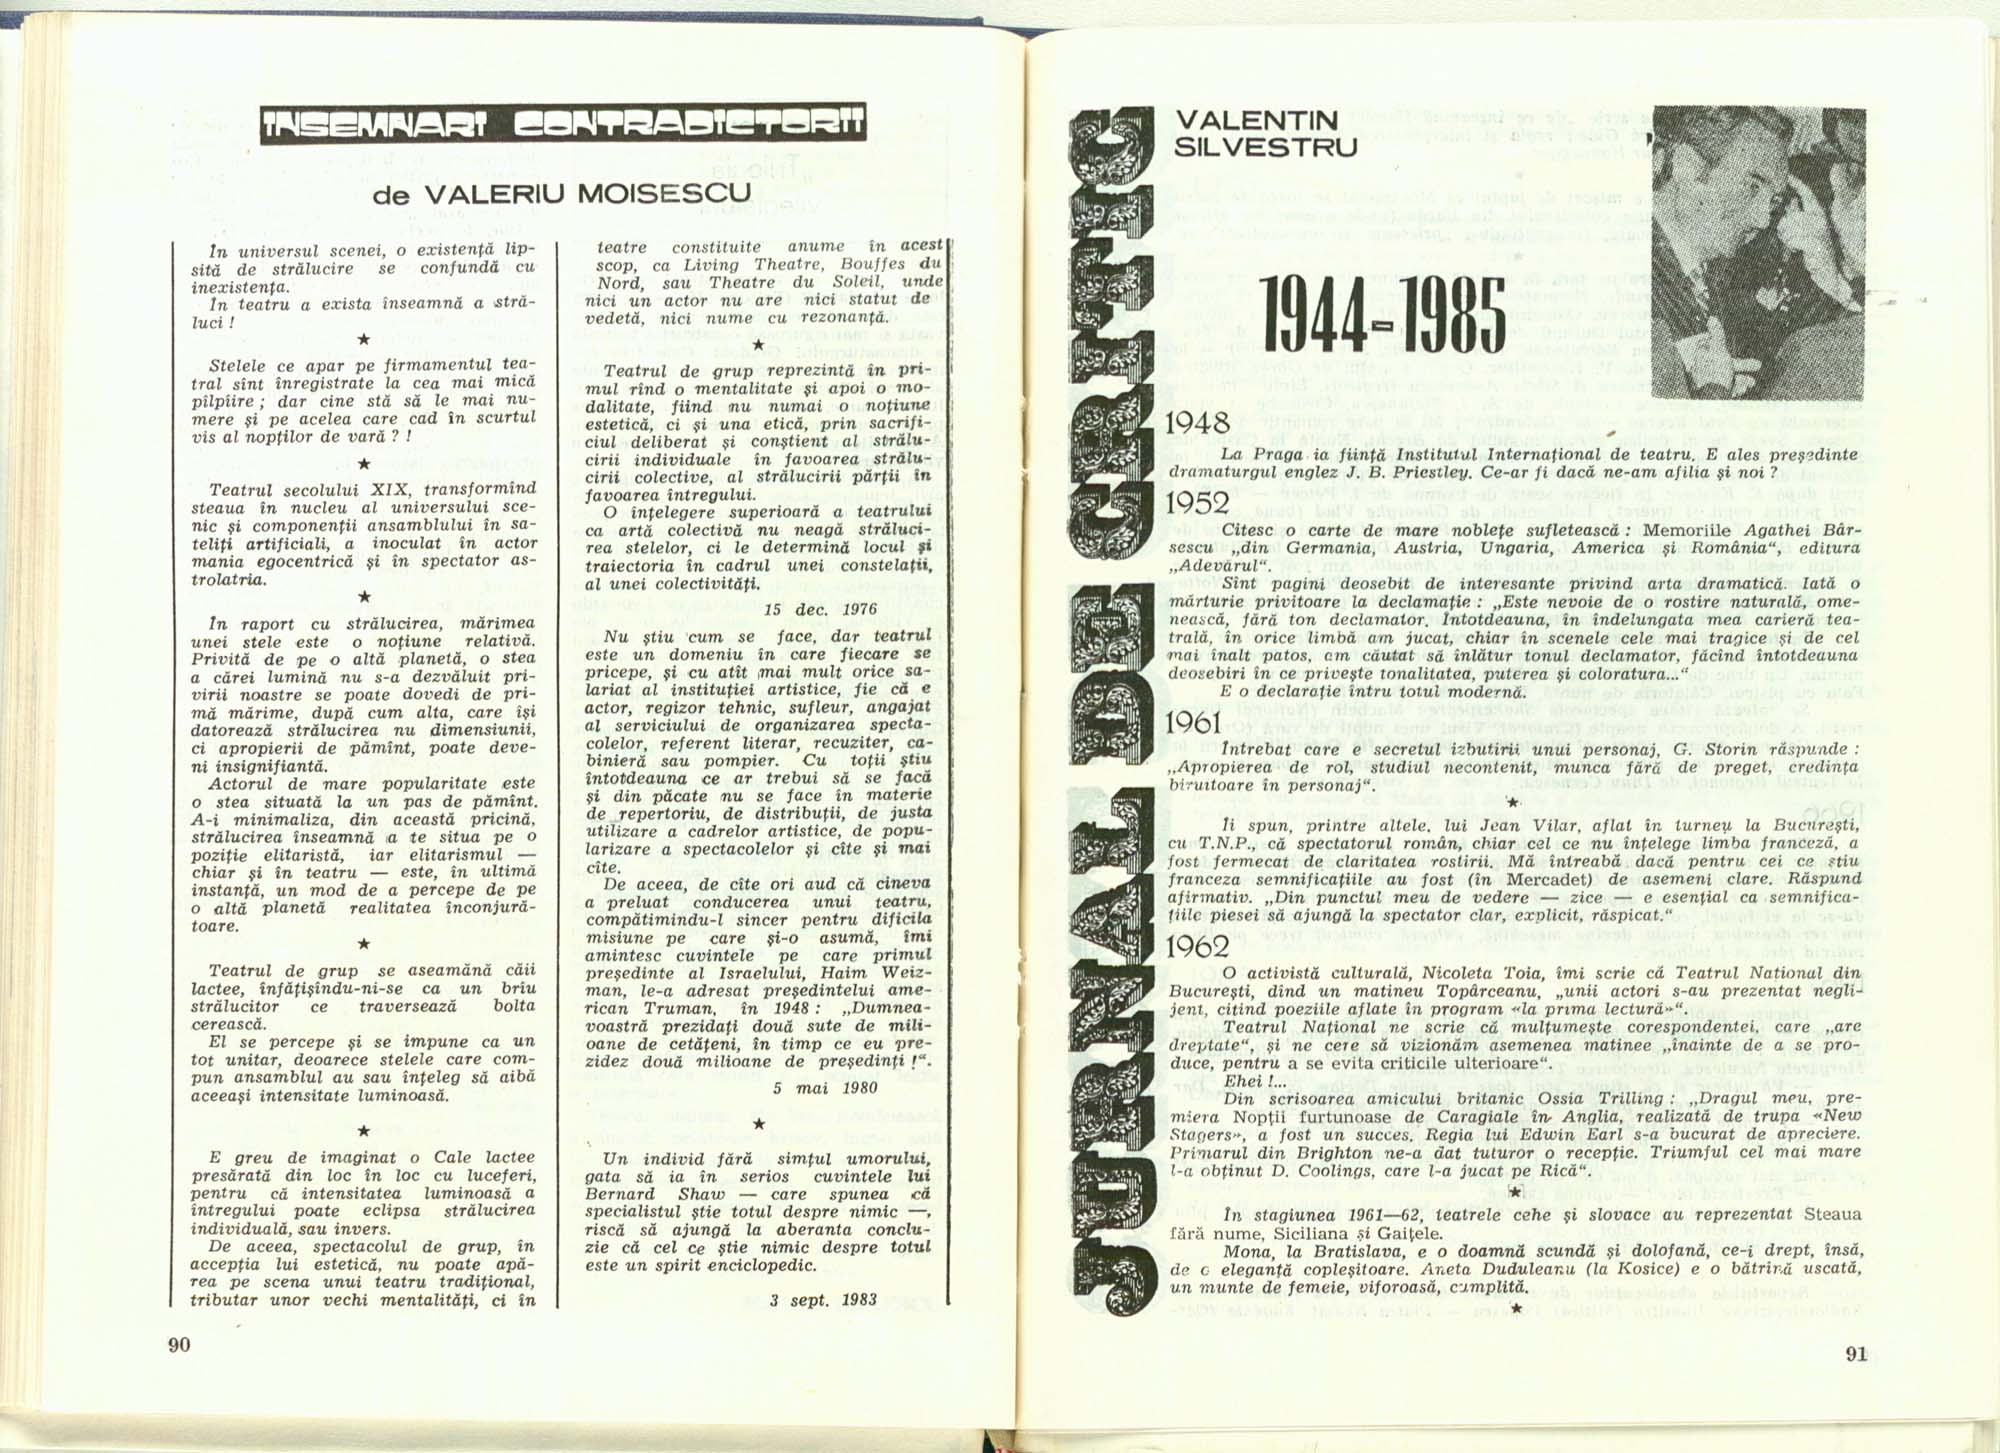 INSEMNARI CONTRADICTORII
de VALERIU MOISESCU
În universul scenei, o existență lip-
sită de strălucire se confundă cu
inexistența.
În teatru a exista înseamnă a stră-
luci !
★
Stelele ce apar pe firmamentul tea-
tral sînt înregistrate la cea mai mică
pîlpîire ; dar cine stă să le mai nu-
mere și pe acelea care cad în scurtul
vis al nopților de vară ? !
★
Teatrul secolului XIX, transformînd
steaua în nucleu al universului sce-
nic și componenții ansamblului în sa-
teliți artificiali, a inoculat în actor
mania egocentrică și în spectator as-
trolatria.
★
În raport cu strălucirea, mărimea
unei stele este o noțiune relativă.
Privită de pe o altă planetă, o stea
a cărei lumină nu s-a dezvăluit pri-
virii noastre se poate dovedi de pri-
mă mărime, după cum alta, care își
datorează strălucirea nu dimensiunii,
ci apropierii de pămînt, poate deve-
ni insignifiantă.
Actorul de mare popularitate este
o stea situată la un pas de pămînt.
A-i minimaliza, din această pricină,
strălucirea înseamnă a te situa pe o
poziție elitaristă, iar elitarismul —
chiar și în teatru — este, în ultimă
instanță, un mod de a percepe de pe
o altă planetă realitatea înconjură-
toare.
★
Teatrul de grup se aseamănă căii
lactee, înfățișîndu-ni-se ca un brîu
strălucitor ce traversează bolta
cerească.
El se percepe și se impune ca un
tot unitar, deoarece stelele care com-
pun ansamblul au sau înțeleg să aibă
aceeași intensitate luminoasă.
★
E greu de imaginat o Cale lactee
presărată din loc în loc cu luceferi,
pentru că intensitatea luminoasă a
întregului poate eclipsa strălucirea
individuală, sau invers.
De aceea, spectacolul de grup, în
accepția lui estetică, nu poate apă-
rea pe scena unui teatru tradițional,
tributar unor vechi mentalități, ci în
teatre constituite anume în acest
scop, ca Living Theatre, Bouffes du
Nord, sau Theatre du Soleil, unde
nici un actor nu are nici statut de
vedetă, nici nume cu rezonanță.
★
Teatrul de grup reprezintă în pri-
mul rînd o mentalitate și apoi o mo-
dalitate, fiind nu numai o noțiune
estetică, ci și una etică, prin sacrifi-
ciul deliberat și conștient al strălu-
cirii individuale în favoarea strălu-
cirii colective, al strălucirii părții în
favoarea întregului.
O înțelegere superioară a teatrului
ca artă colectivă nu neagă străluci-
rea stelelor, ci le determină locul și
traiectoria în cadrul unei constelații,
al unei colectivități.
15 dec. 1976
Nu știu cum se face, dar teatrul
este un domeniu în care fiecare se
pricepe, și cu atît mai mult orice sa-
lariat al instituției artistice, fie că e
actor, regizor tehnic, sufleur, angajat
al serviciului de organizarea specta-
colelor, referent literar, recuziter, ca-
binieră sau pompier. Cu toții știu
întotdeauna ce ar trebui să se facă
și din păcate nu se face în materie
de repertoriu, de distribuții, de justa
utilizare a cadrelor artistice, de popu-
larizare a spectacolelor și cîte și mai
cîte.
De aceea, de cîte ori aud că cineva
a preluat conducerea unui teatru,
compătimindu-l sincer pentru dificila
misiune pe care și-o asumă, îmi
amintesc cuvintele pe care primul
președinte al Israelului, Haim Weiz-
man, le-a adresat președintelui ame-
rican Truman, în 1948 : „Dumnea-
voastră prezidați două sute de mili-
oane de cetățeni, în timp ce eu pre-
zidez două milioane de președinți !“.
5 mai 1980
★
Un individ fără simțul umorului,
gata să ia în serios cuvintele lui
Bernard Shaw — care spunea că
specialistul știe totul despre nimic —,
riscă să ajungă la aberanta conclu-
zie că cel ce știe nimic despre totul
este un spirit enciclopedic.
3 sept. 1983
90
JURNAL DE CRITIC
VALENTIN
SILVESTRU
1944-1985
1948
La Praga ia ființă Institutul Internațional de teatru. E ales președinte
dramaturgul englez J. B. Priestley. Ce-ar fi dacă ne-am afilia și noi ?
1952
Citesc o carte de mare noblețe sufletească : Memoriile Agathei Bâr-
sescu „din Germania, Austria, Ungaria, America și România“, editura
„Adevărul“.
Sînt pagini deosebit de interesante privind arta dramatică. Iată o
mărturie privitoare la declamație : „Este nevoie de o rostire naturală, ome-
nească, fără ton declamator. Intotdeauna, în îndelungata mea carieră tea-
trală, în orice limbă am jucat, chiar în scenele cele mai tragice și de cel
mai înalt patos, am căutat să înlătur tonul declamator, făcînd întotdeauna
deosebiri în ce privește tonalitatea, puterea și coloratura...“
E o declarație întru totul modernă.
1961
Întrebat care e secretul izbutirii unui personaj, G. Storin răspunde :
„Apropierea de rol, studiul necontenit, munca fără de preget, credința
biruitoare în personaj“.
★
Îi spun, printre altele, lui Jean Vilar, aflat în turneu la București,
cu T.N.P., că spectatorul român, chiar cel ce nu înțelege limba franceză, a
fost fermecat de claritatea rostirii. Mă întreabă dacă pentru cei ce știu
franceza semnificațiile au fost (în Mercadet) de asemeni clare. Răspund
afirmativ. „Din punctul meu de vedere — zice — e esențial ca semnifica-
țiile piesei să ajungă la spectator clar, explicit, răspicat.“
1962
O activistă culturală, Nicoleta Toia, îmi scrie că Teatrul Național din
București, dînd un matineu Topârceanu, „unii actori s-au prezentat negli-
jent, citind poeziile aflate în program «la prima lectură»“.
Teatrul Național ne scrie că mulțumește corespondentei, care „are
dreptate“, și ne cere să vizionăm asemenea matinee „înainte de a se pro-
duce, pentru a se evita criticile ulterioare“.
Ehei !...
Din scrisoarea amicului britanic Ossia Trilling : „Dragul meu, pre-
miera Nopții furtunoase de Caragiale în Anglia, realizată de trupa «New
Stagers», a fost un succes. Regia lui Edwin Earl s-a bucurat de apreciere.
Primarul din Brighton ne-a dat tuturor o recepție. Triumful cel mai mare
l-a obținut D. Coolings, care l-a jucat pe Rică“.
★
În stagiunea 1961—62, teatrele cehe și slovace au reprezentat Steaua
fără nume, Siciliana și Gaițele.
Mona, la Bratislava, e o doamnă scundă și dolofană, ce-i drept, însă,
de o eleganță copleșitoare. Aneta Duduleanu (la Kosice) e o bătrînă uscată,
un munte de femeie, viforoasă, cumplită.
★
91